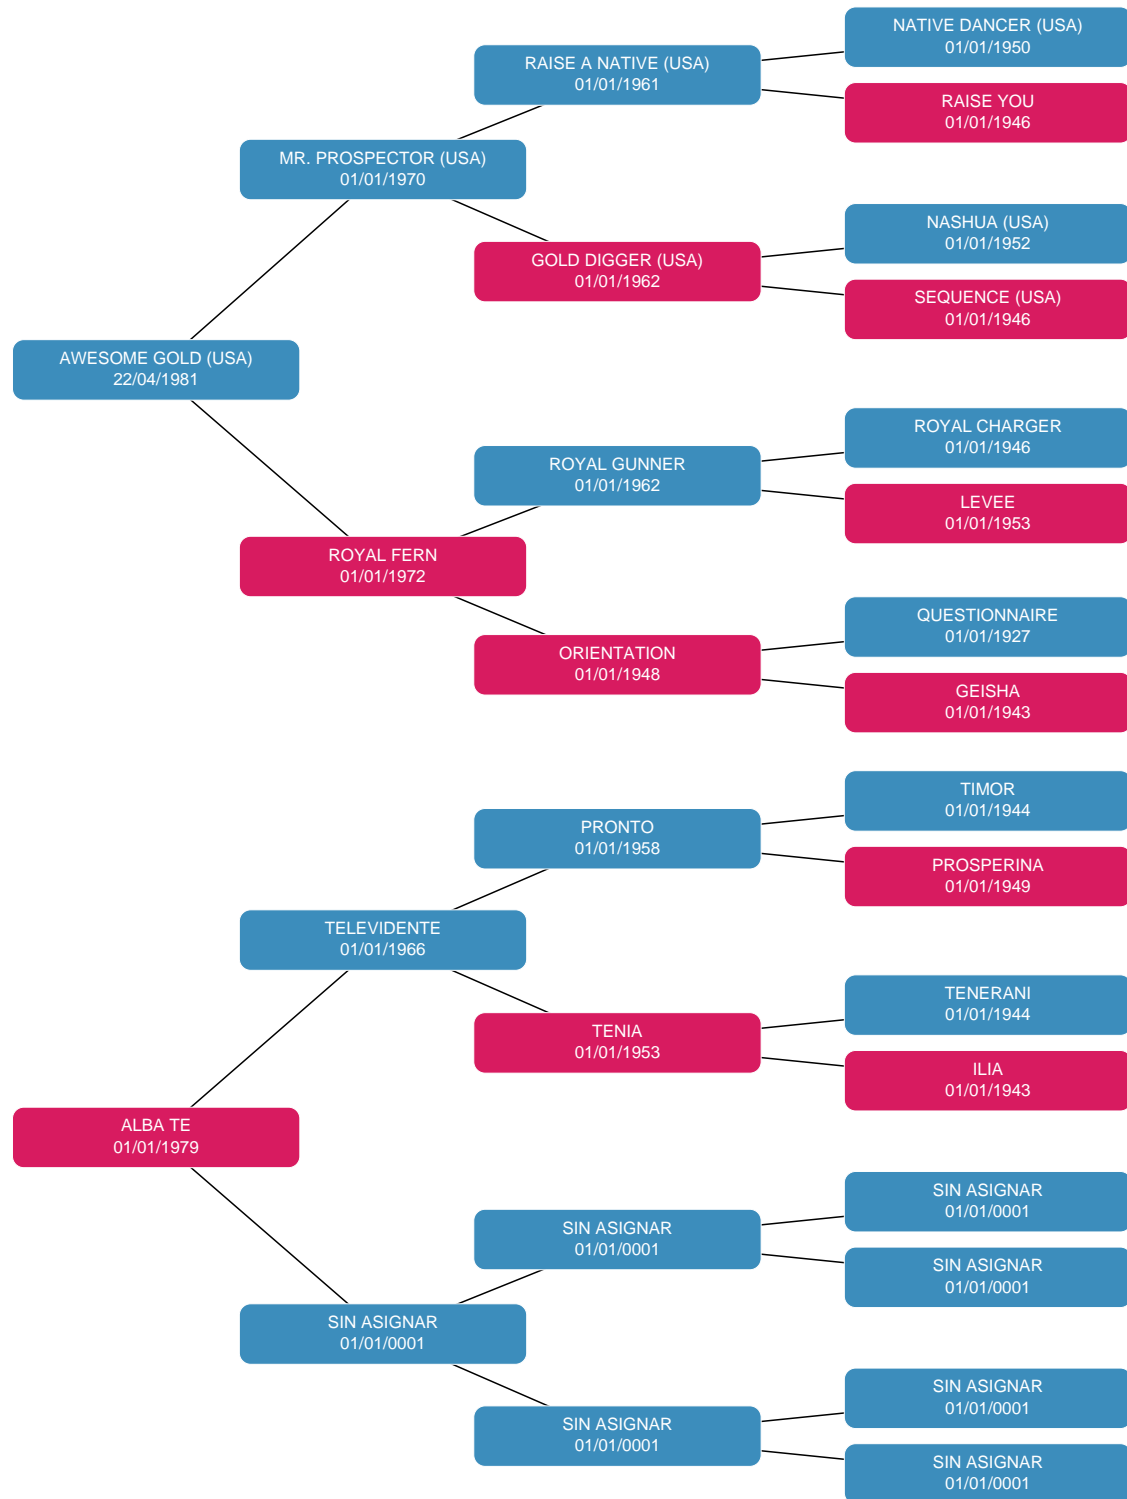 NATIVE DANCER (USA)
01/01/1950
RAISE A NATIVE (USA)
01/01/1961
RAISE YOU
01/01/1946
MR. PROSPECTOR (USA)
01/01/1970
NASHUA (USA)
01/01/1952
GOLD DIGGER (USA)
01/01/1962
SEQUENCE (USA)
01/01/1946
AWESOME GOLD (USA)
22/04/1981
ROYAL CHARGER
01/01/1946
ROYAL GUNNER
01/01/1962
LEVEE
01/01/1953
ROYAL FERN
01/01/1972
QUESTIONNAIRE
01/01/1927
ORIENTATION
01/01/1948
GEISHA
01/01/1943
TIMOR
01/01/1944
PRONTO
01/01/1958
PROSPERINA
01/01/1949
TELEVIDENTE
01/01/1966
TENERANI
01/01/1944
TENIA
01/01/1953
ILIA
01/01/1943
ALBA TE
01/01/1979
SIN ASIGNAR
01/01/0001
SIN ASIGNAR
01/01/0001
SIN ASIGNAR
01/01/0001
SIN ASIGNAR
01/01/0001
SIN ASIGNAR
01/01/0001
SIN ASIGNAR
01/01/0001
SIN ASIGNAR
01/01/0001